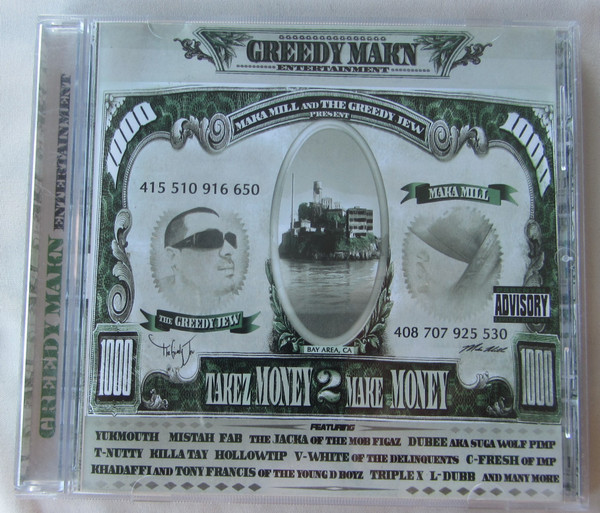 GREEDY MAKN
ENTERTAINMENT
GREEDY MAKN
ENTERTAINMENT
MAKA MILL AND THE GREEDY JEW
PRESENT
1000
1000
415 510 916 650
MAKA MILL
THE GREEDY JEW
ADVISORY
408 707 925 530
BAY AREA, CA
1000
1000
TAKEZ MONEY 2 MAKE MONEY
FEATURING
YUKMOUTH MISTAH FAB THE JACKA OF THE MOB FIGAZ DUBEE AKA SUGA WOLF PIMP
T-NUTTY KILLA TAY HOLLOWTIP V-WHITE OF THE DELINQUENTS C-FRESH OF IMP
KHADAFFI AND TONY FRANCIS OF THE YOUNG D BOYZ TRIPLE X L-DUBB AND MANY MORE